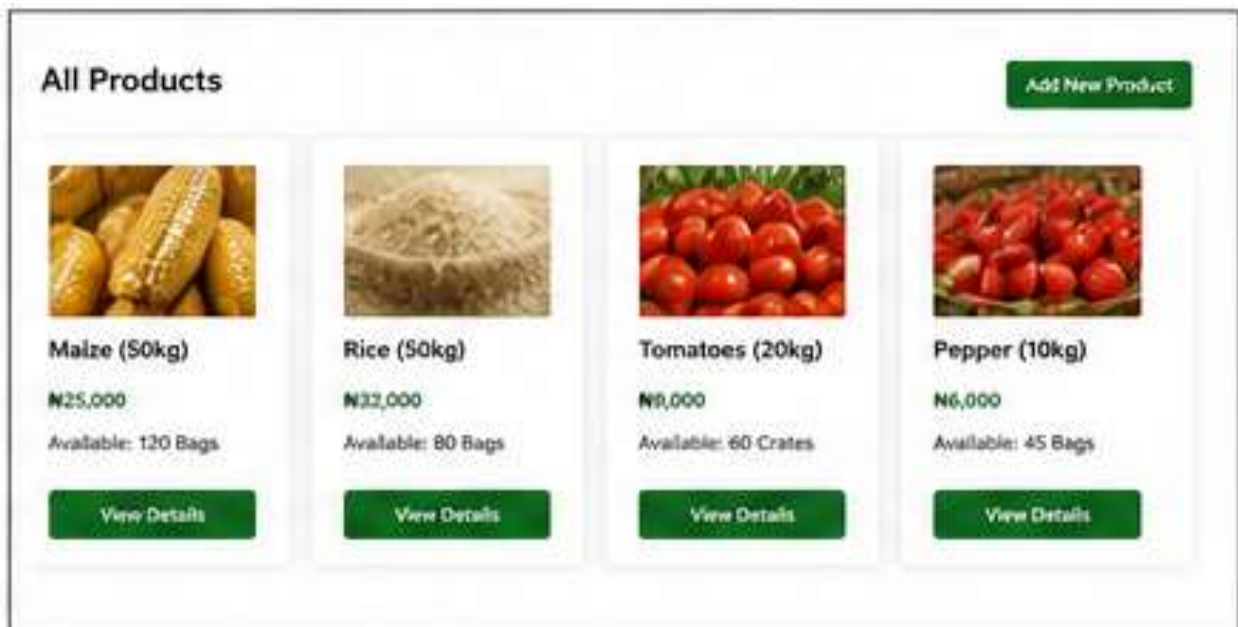 All Products
Add New Product
Maize (50kg)
₦25,000
Available: 120 Bags
View Details
Rice (50kg)
₦32,000
Available: 80 Bags
View Details
Tomatoes (20kg)
Available: 60 Crates
View Details
Pepper (10kg)
₦6,000
Available: 45 Bags
View Details